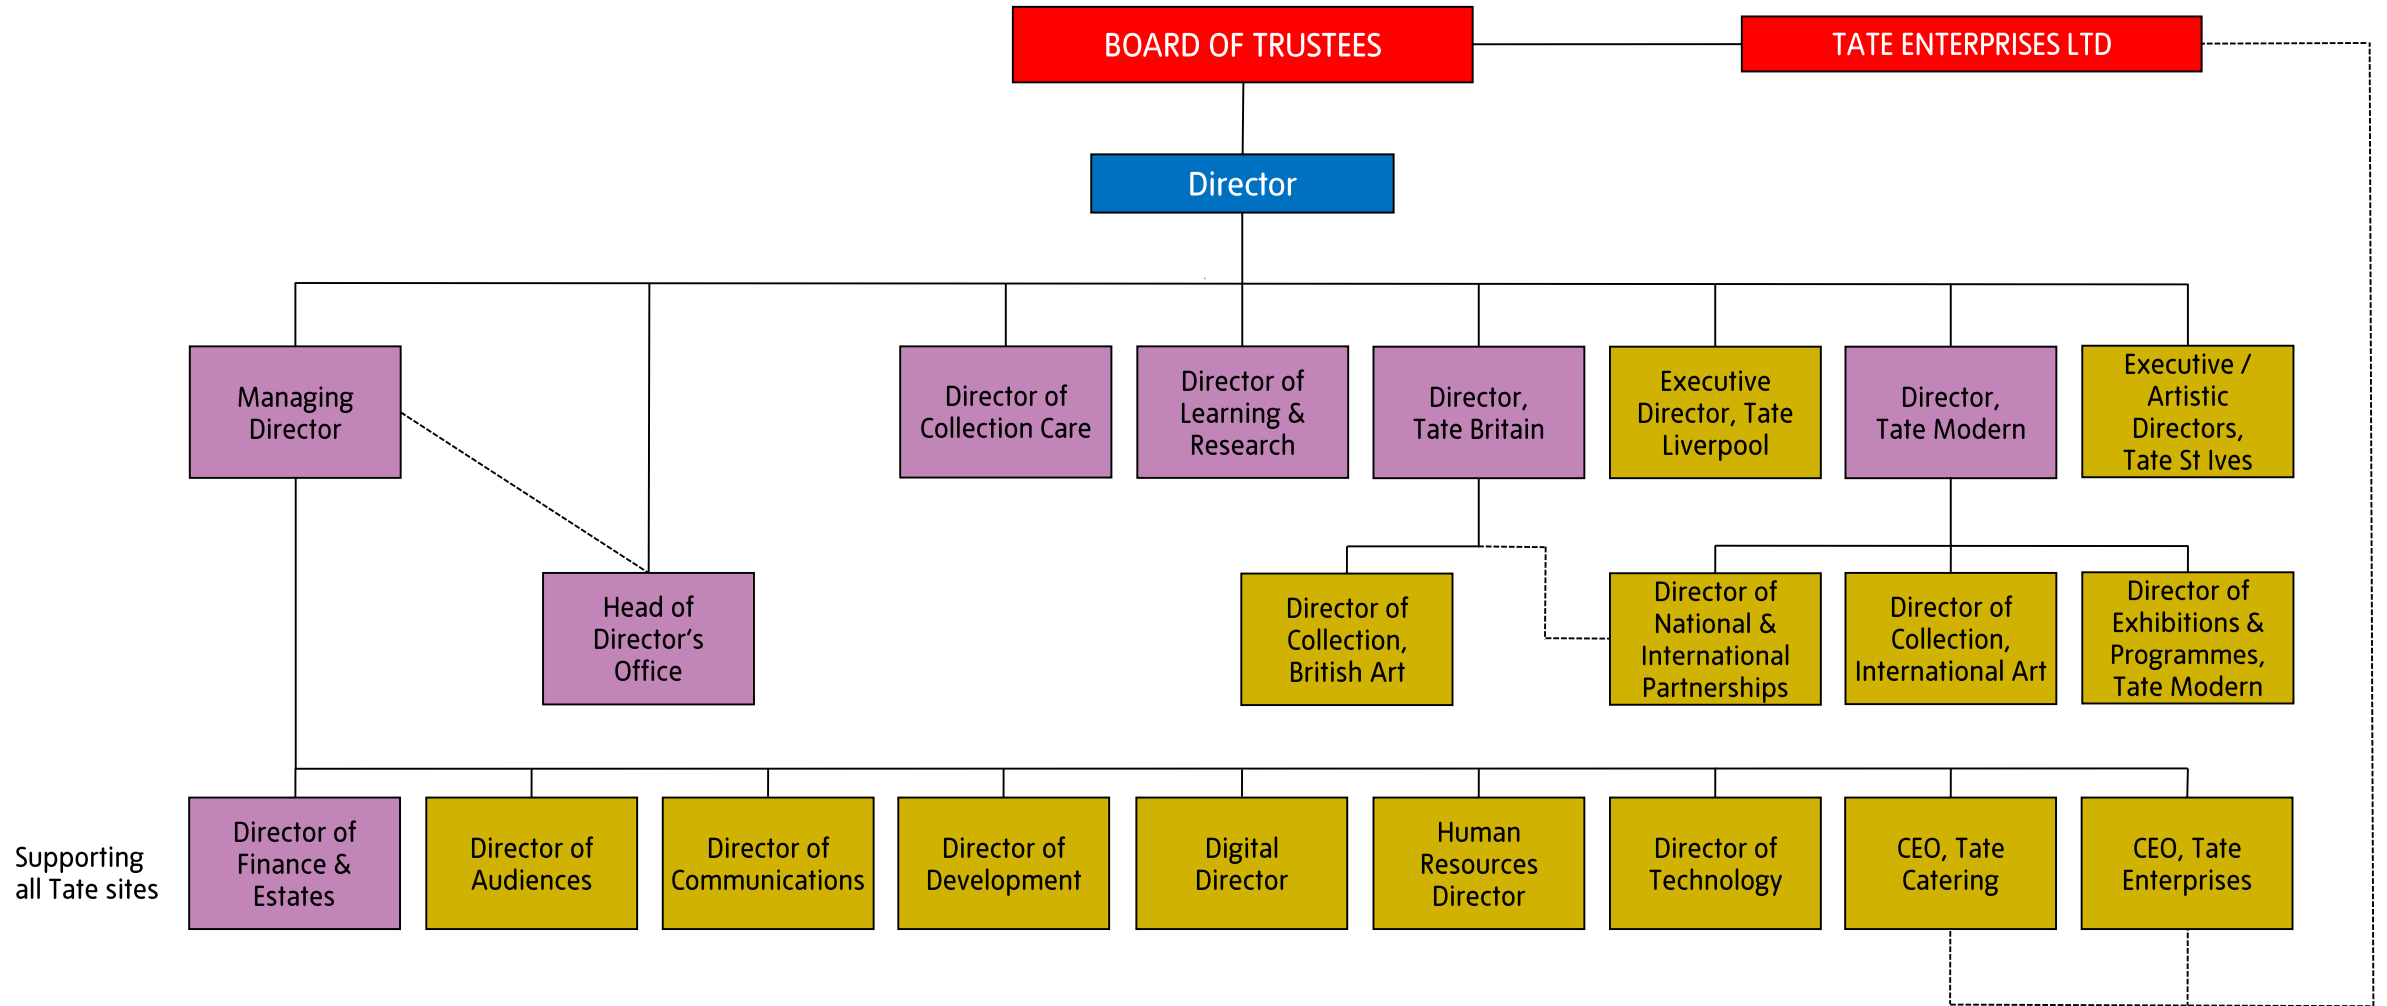 BOARD OF TRUSTEES
TATE ENTERPRISES LTD
Director
Managing
Director
Director of
Collection Care
Director of
Learning &
Research
Director,
Tate Britain
Executive
Director, Tate
Liverpool
Director,
Tate Modern
Executive /
Artistic
Directors,
Tate St Ives
Head of
Director’s
Office
Director of
Collection,
British Art
Director of
National &
International
Partnerships
Director of
Collection,
International Art
Director of
Exhibitions &
Programmes,
Tate Modern
Supporting
all Tate sites
Director of
Finance &
Estates
Director of
Audiences
Director of
Communications
Director of
Development
Digital
Director
Human
Resources
Director
Director of
Technology
CEO, Tate
Catering
CEO, Tate
Enterprises